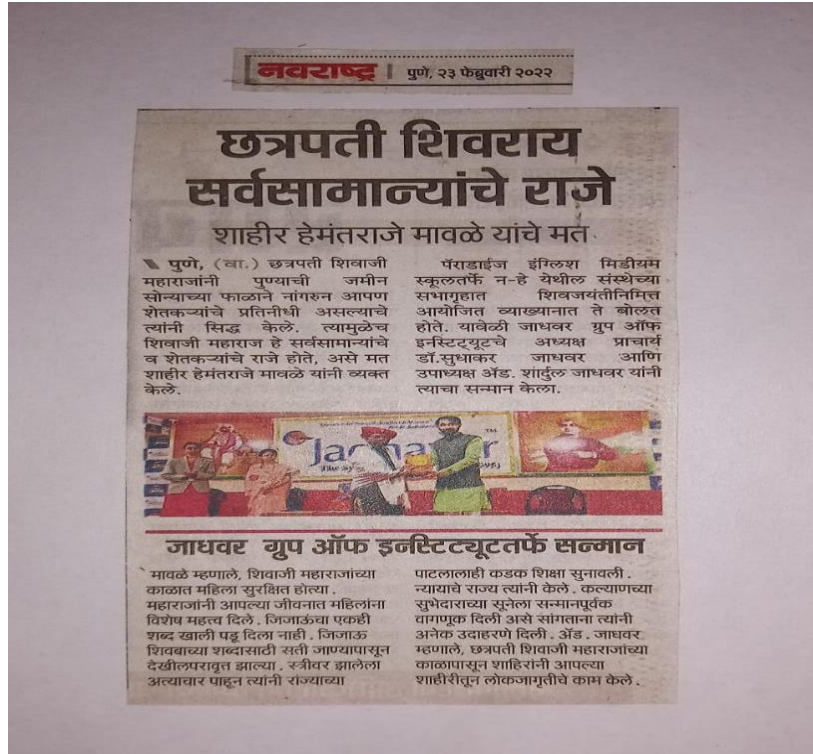 नवराष्ट्र | पुणे, २३ फेब्रुवारी २०२२
छत्रपती शिवराय
सर्वसामान्यांचे राजे
शाहीर हेमंतराजे मावळे यांचे मत
पुणे, (वा.) छत्रपती शिवाजी
महाराजांनी पुण्याची जमीन
सोन्याच्या फाळाने नांगरुन आपण
शेतकऱ्यांचे प्रतिनीधी असल्याचे
त्यांनी सिद्ध केले. त्यामुळेच
शिवाजी महाराज हे सर्वसामान्यांचे
व शेतकऱ्यांचे राजे होते, असे मत
शाहीर हेमंतराजे मावळे यांनी व्यक्त
केले.
पॅराडाईज इंग्लिश मिडीयम
स्कूलतर्फे न-हे येथील संस्थेच्या
सभागृहात शिवजयंतीनिमित्त
आयोजित व्याख्यानात ते बोलत
होते. यावेळी जाधवर ग्रुप ऑफ
इन्स्टिट्यूटचे अध्यक्ष प्राचार्य
डॉ.सुधाकर जाधवर आणि
उपाध्यक्ष ॲड. शार्दुल जाधवर यांनी
त्याचा सन्मान केला.
जाधवर ग्रुप ऑफ इन्स्टिट्यूटतर्फे सन्मान
मावळे म्हणाले, शिवाजी महाराजांच्या
काळात महिला सुरक्षित होत्या.
महाराजांनी आपल्या जीवनात महिलांना
विशेष महत्व दिले. जिजाऊंचा एकही
शब्द खाली पडू दिला नाही. जिजाऊ
शिवबाच्या शब्दासाठी सती जाण्यापासून
देखीलपरावृत्त झाल्या. स्त्रीवर झालेला
अत्याचार पाहून त्यांनी रांज्याच्या
पाटलालाही कडक शिक्षा सुनावली.
न्यायाचे राज्य त्यांनी केले. कल्याणच्या
सुभेदाराच्या सूनेला सन्मानपूर्वक
वागणूक दिली असे सांगताना त्यांनी
अनेक उदाहरणे दिली. ॲड. जाधवर
म्हणाले, छत्रपती शिवाजी महाराजांच्या
काळापासून शाहिरांनी आपल्या
शाहीरीतून लोकजागृतीचे काम केले.